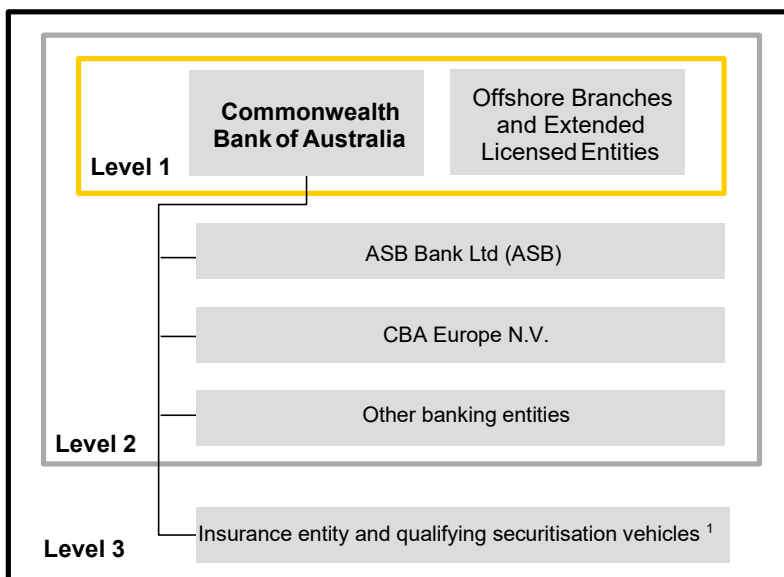 Commonwealth
Bank of Australia
Offshore Branches
and Extended
Licensed Entities
Level 1
ASB Bank Ltd (ASB)
CBA Europe N.V.
Other banking entities
Level 2
Insurance entity and qualifying securitisation vehicles ¹
Level 3